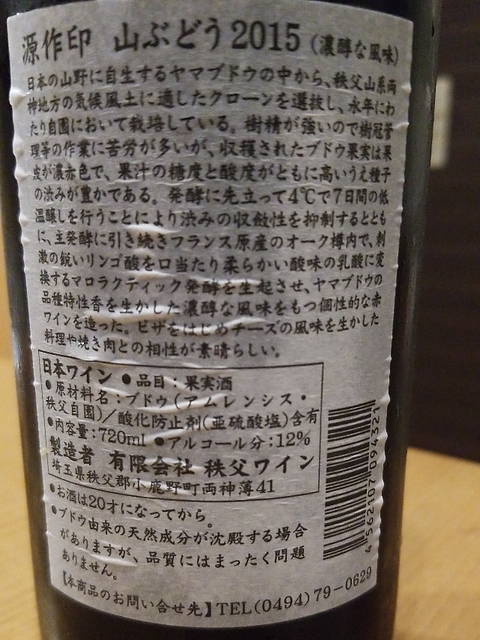 源作印 山ぶどう2015(濃醇な風味)
日本の山野に自生するヤマブドウの中から、秩父山系両
神地方の気候風土に適したクローンを選抜し、永年にわ
たり自園において栽培している。樹精が強いので樹冠管
理等の作業に苦労が多いが、収穫されたブドウ果実は果
皮が濃赤色で、果汁の糖度と酸度がともに高いうえ種子
の渋みが豊かである。発酵に先立って4℃で7日間の低
温醸しを行うことにより渋みの収斂性を抑制するととも
に、主発酵に引き続きフランス原産のオーク樽内で、刺
激の鋭いリンゴ酸を口当たり柔らかい酸味の乳酸に変
換するマロラクティック発酵を生起させ、ヤマブドウの
品種特性香を生かした濃醇な風味をもつ個性的な赤
ワインを造った。ピザをはじめチーズの風味を生かした
料理や焼き肉との相性が素晴らしい。
日本ワイン ●品目:果実酒
●原材料名:ブドウ(アムレンシス・
秩父自園)/酸化防止剤(亜硫酸塩)含有
●内容量:720ml ●アルコール分:12%
製造者 有限会社 秩父ワイン
埼玉県秩父郡小鹿野町両神薄41
●お酒は20才になってから。
●ブドウ由来の天然成分が沈殿する場合
がありますが、品質にはまったく問題
ありません。
【本商品のお問い合せ先】TEL(0494)79-0629
4562107094321